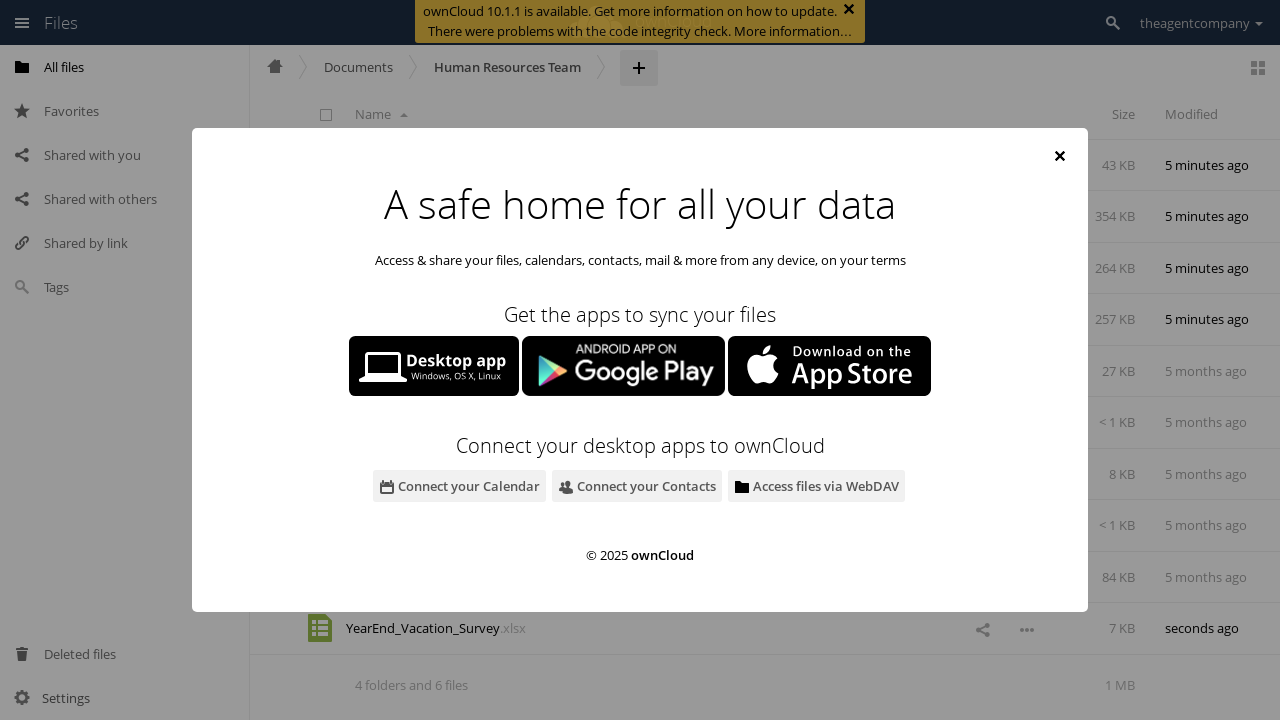 Files
ownCloud 10.1.1 is available. Get more information on how to update.
There were problems with the code integrity check. More information…
theagentcompany
All files
Favorites
Shared with you
Shared with others
Shared by link
Tags
Deleted files
Settings
Documents
Human Resources Team
Name
Size
Modified
43 KB
5 minutes ago
354 KB
5 minutes ago
264 KB
5 minutes ago
257 KB
5 minutes ago
27 KB
5 months ago
< 1 KB
5 months ago
8 KB
5 months ago
< 1 KB
5 months ago
84 KB
5 months ago
YearEnd_Vacation_Survey.xlsx
7 KB
seconds ago
4 folders and 6 files
1 MB
A safe home for all your data
Access & share your files, calendars, contacts, mail & more from any device, on your terms
Get the apps to sync your files
Desktop app
Windows, OS X, Linux
ANDROID APP ON
Google Play
Download on the
App Store
Connect your desktop apps to ownCloud
Connect your Calendar
Connect your Contacts
Access files via WebDAV
© 2025 ownCloud